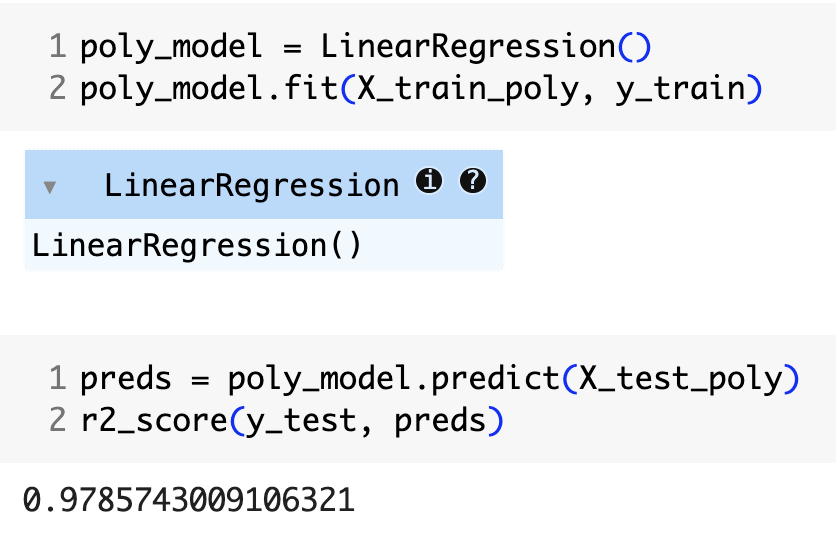 1 poly_model = LinearRegression()
2 poly_model.fit(X_train_poly, y_train)
▾ LinearRegression i ?
LinearRegression()
1 preds = poly_model.predict(X_test_poly)
2 r2_score(y_test, preds)
0.9785743009106321